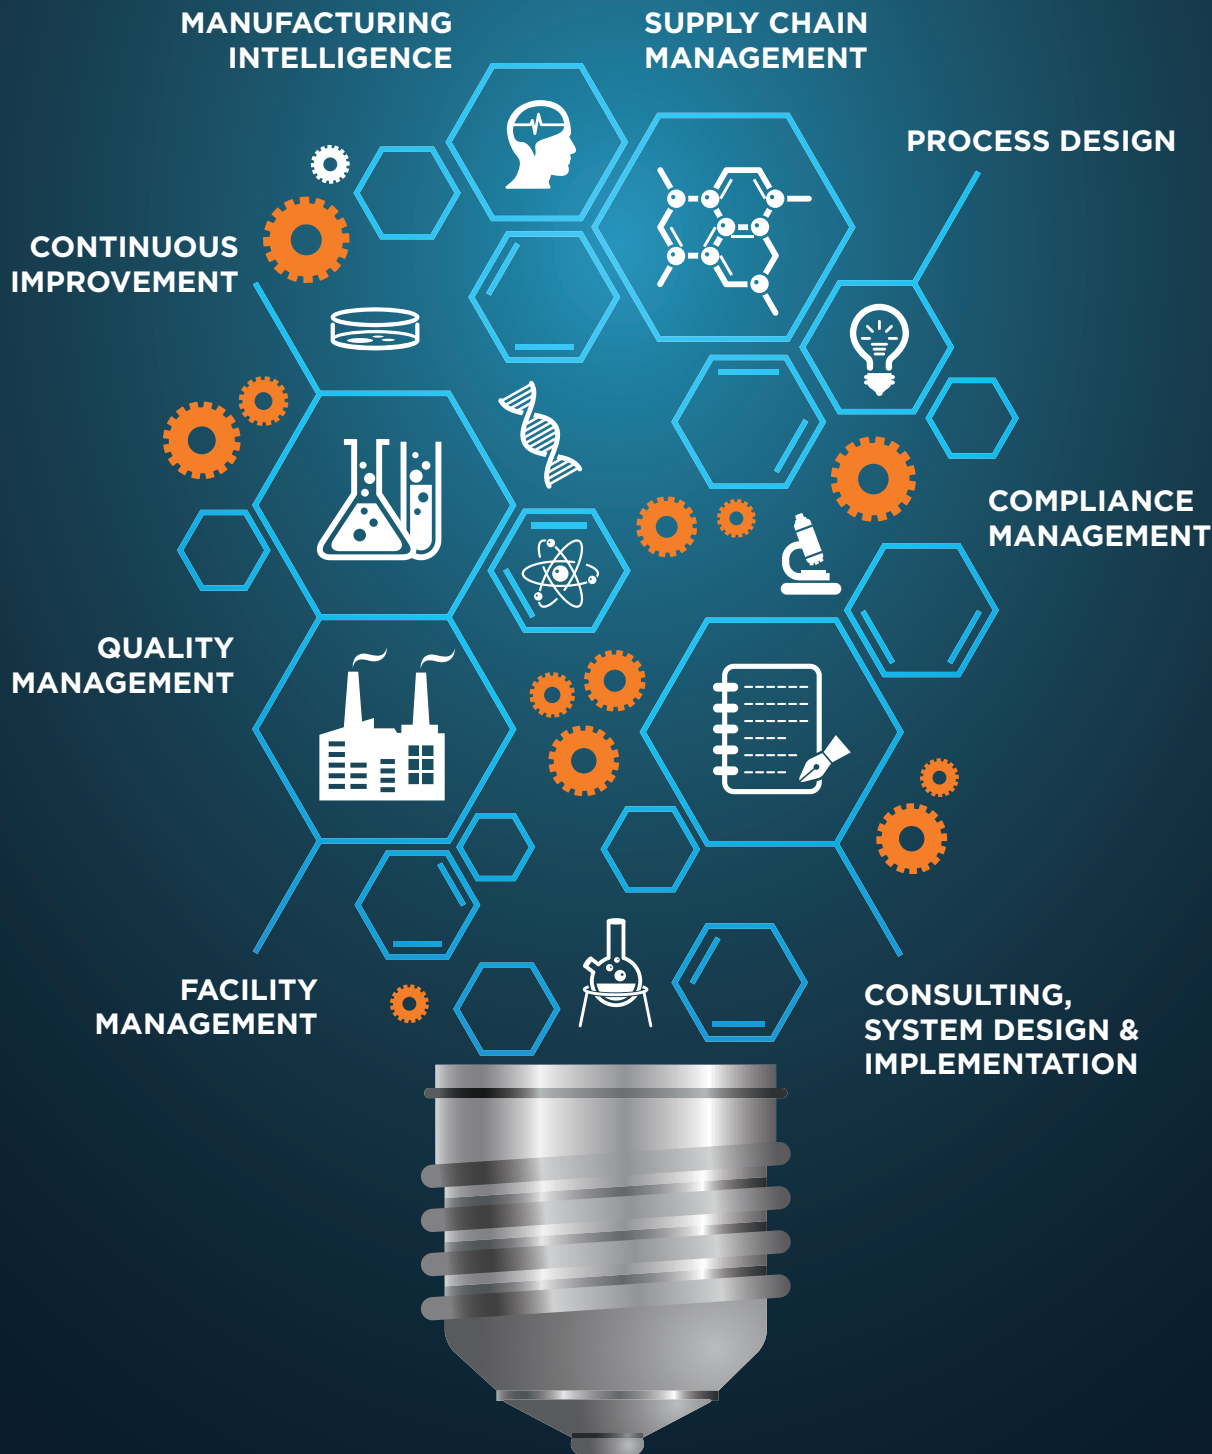 MANUFACTURING
INTELLIGENCE
SUPPLY CHAIN
MANAGEMENT
PROCESS DESIGN
CONTINUOUS
IMPROVEMENT
COMPLIANCE
MANAGEMENT
QUALITY
MANAGEMENT
FACILITY
MANAGEMENT
CONSULTING,
SYSTEM DESIGN &
IMPLEMENTATION